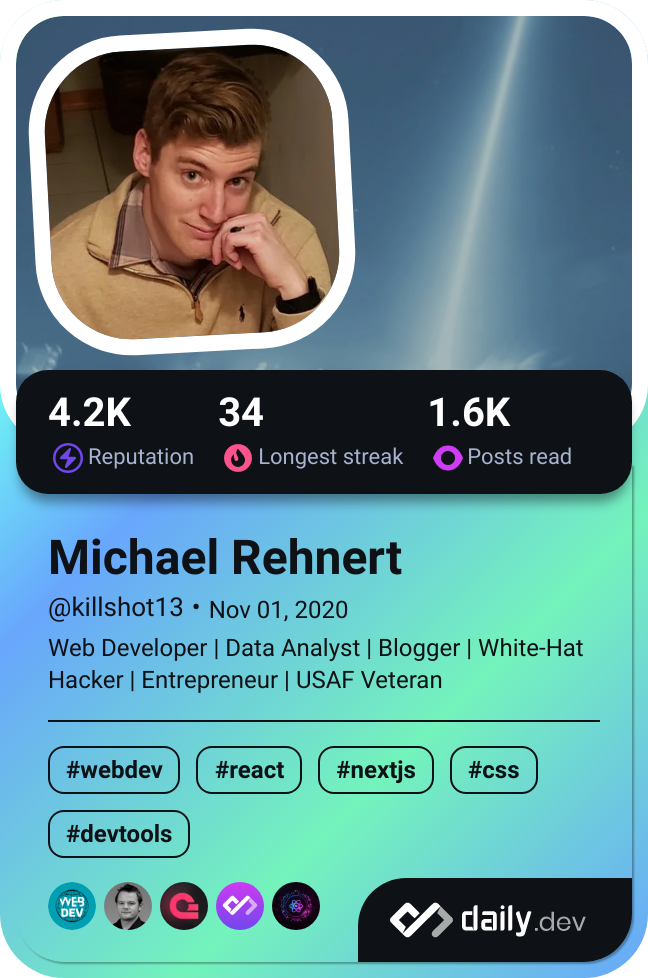 4.2K 34 1.6K
Reputation Longest streak Posts read
Michael Rehnert
@killshot13 • Nov 01, 2020
Web Developer | Data Analyst | Blogger | White-Hat
Hacker | Entrepreneur | USAF Veteran
#webdev #react #nextjs #css
#devtools
WEB
DEV
daily.dev